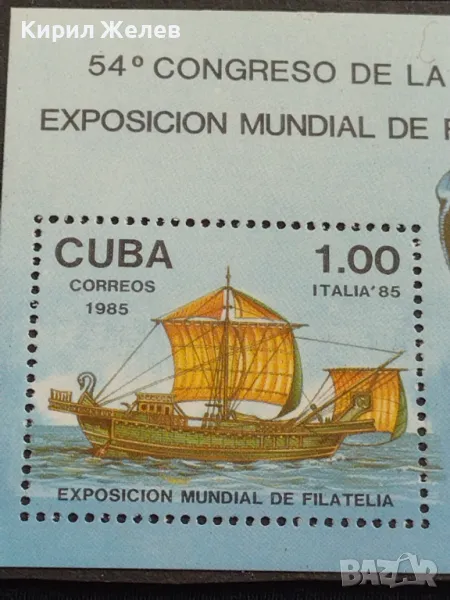 Кирил Желев
54º CONGRESO DE LA
EXPOSICION MUNDIAL DE
CUBA 1.00
CORREOS ITALIA'85
1985
EXPOSICION MUNDIAL DE FILATELIA
bazar